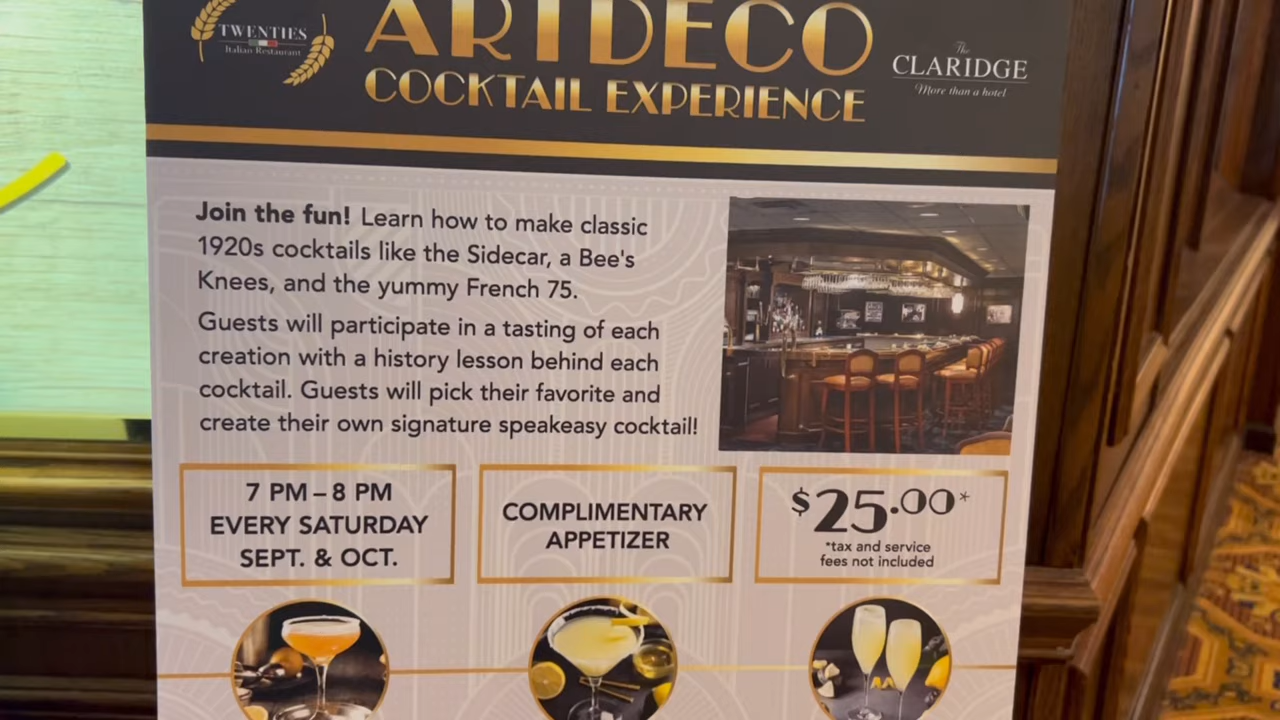 TWENTIES
Italian Restaurant
ARTDECO
COCKTAIL EXPERIENCE
The
CLARIDGE
More than a hotel
Join the fun! Learn how to make classic
1920s cocktails like the Sidecar, a Bee's
Knees, and the yummy French 75.
Guests will participate in a tasting of each
creation with a history lesson behind each
cocktail. Guests will pick their favorite and
create their own signature speakeasy cocktail!
7 PM – 8 PM
EVERY SATURDAY
SEPT. & OCT.
COMPLIMENTARY
APPETIZER
$25.00*
*tax and service
fees not included